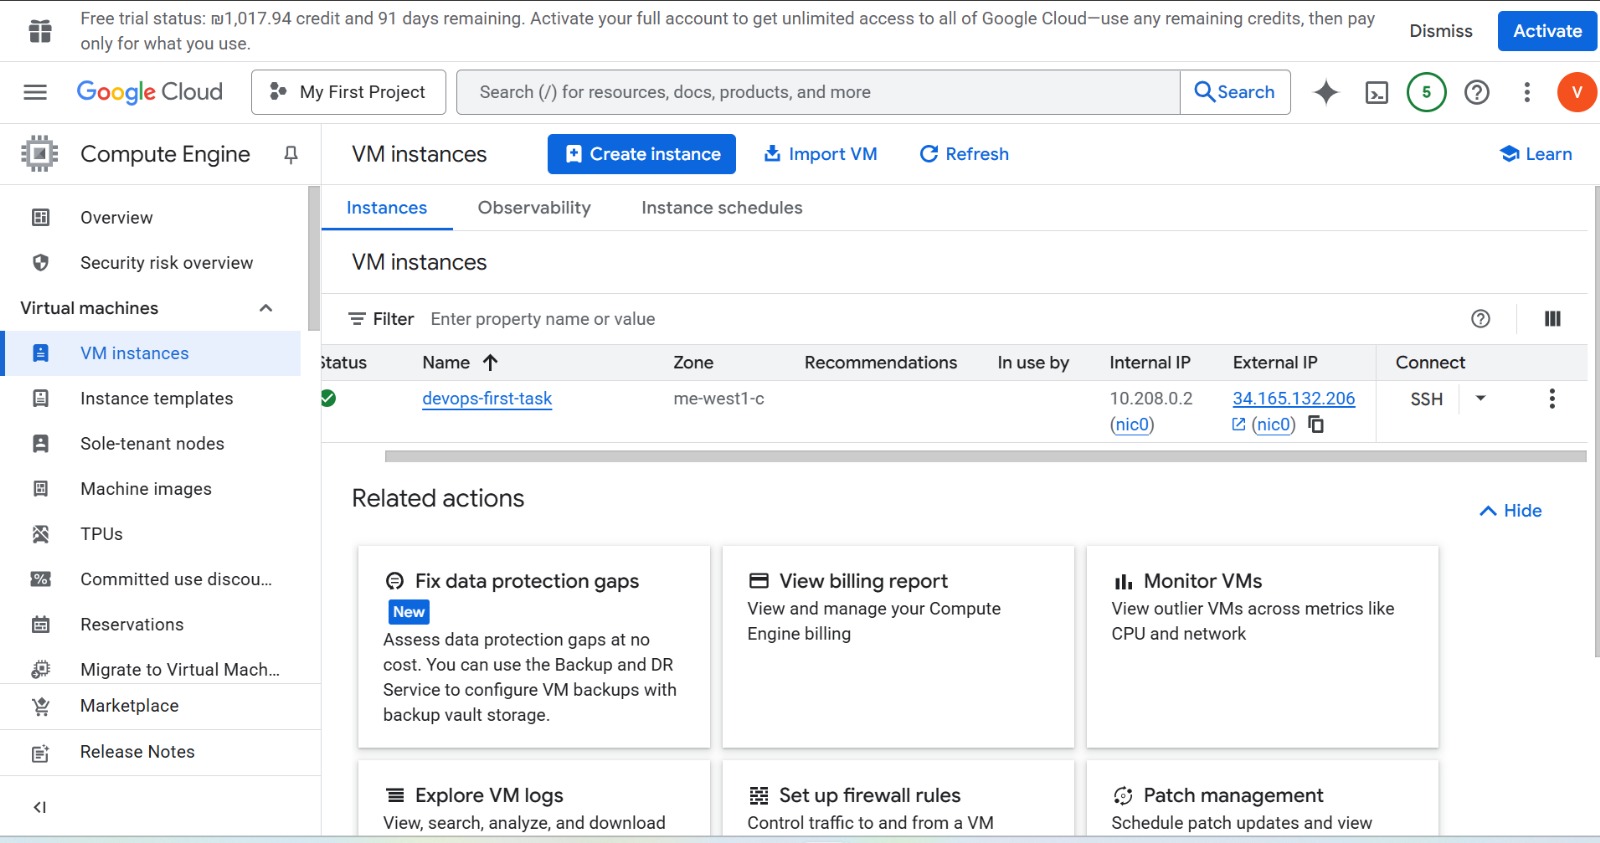 Free trial status: ₪1,017.94 credit and 91 days remaining. Activate your full account to get unlimited access to all of Google Cloud—use any remaining credits, then pay
only for what you use.
Dismiss
Activate
Google Cloud
My First Project
Search (/) for resources, docs, products, and more
Search
5
V
Compute Engine
VM instances
Create instance
Import VM
Refresh
Learn
Overview
Security risk overview
Virtual machines
VM instances
Instance templates
Sole-tenant nodes
Machine images
TPUs
Committed use discou...
Reservations
Migrate to Virtual Mach...
Marketplace
Release Notes
Instances
Observability
Instance schedules
VM instances
Filter
Enter property name or value
Status Name Zone Recommendations In use by Internal IP External IP Connect
devops-first-task me-west1-c 10.208.0.2 34.165.132.206 SSH
(nic0) (nic0)
Related actions
Hide
Fix data protection gaps
New
Assess data protection gaps at no
cost. You can use the Backup and DR
Service to configure VM backups with
backup vault storage.
View billing report
View and manage your Compute
Engine billing
Monitor VMs
View outlier VMs across metrics like
CPU and network
Explore VM logs
View, search, analyze, and download
Set up firewall rules
Control traffic to and from a VM
Patch management
Schedule patch updates and view